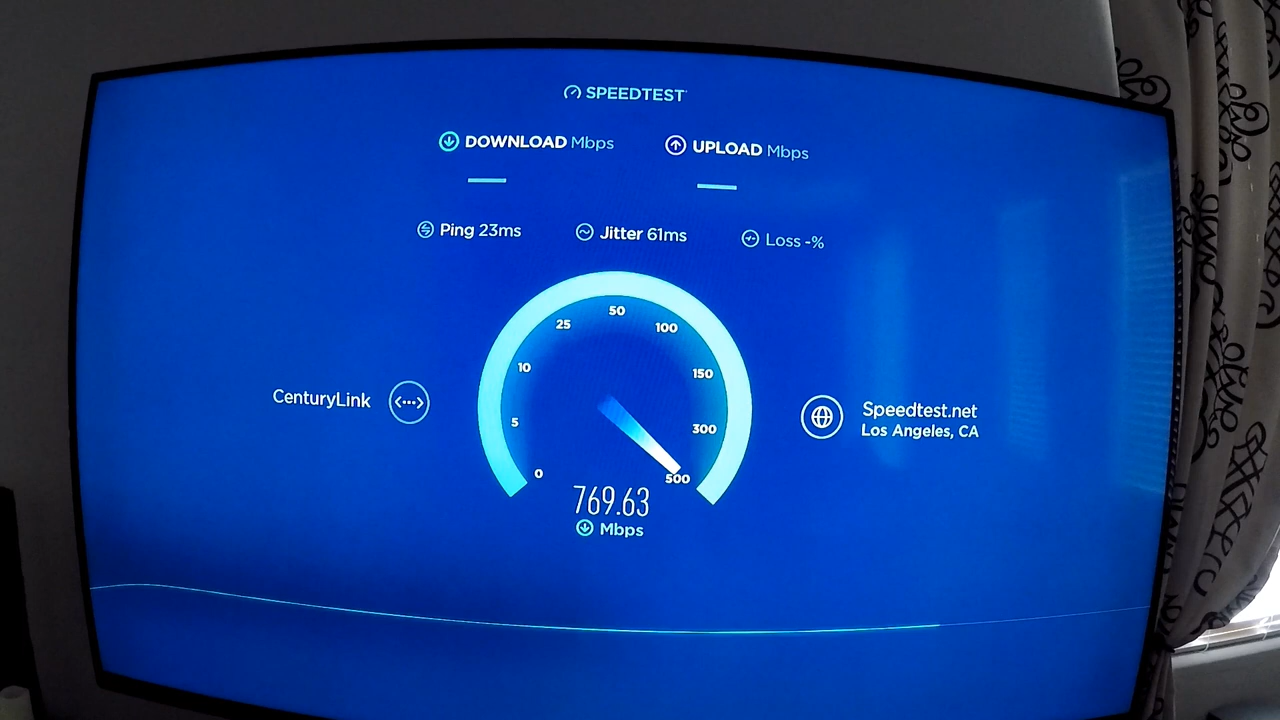 SPEEDTEST
DOWNLOAD Mbps
UPLOAD Mbps
Ping 23ms
Jitter 61ms
Loss -%
0
5
10
25
50
100
150
300
500
CenturyLink
Speedtest.net
Los Angeles, CA
769.63
Mbps